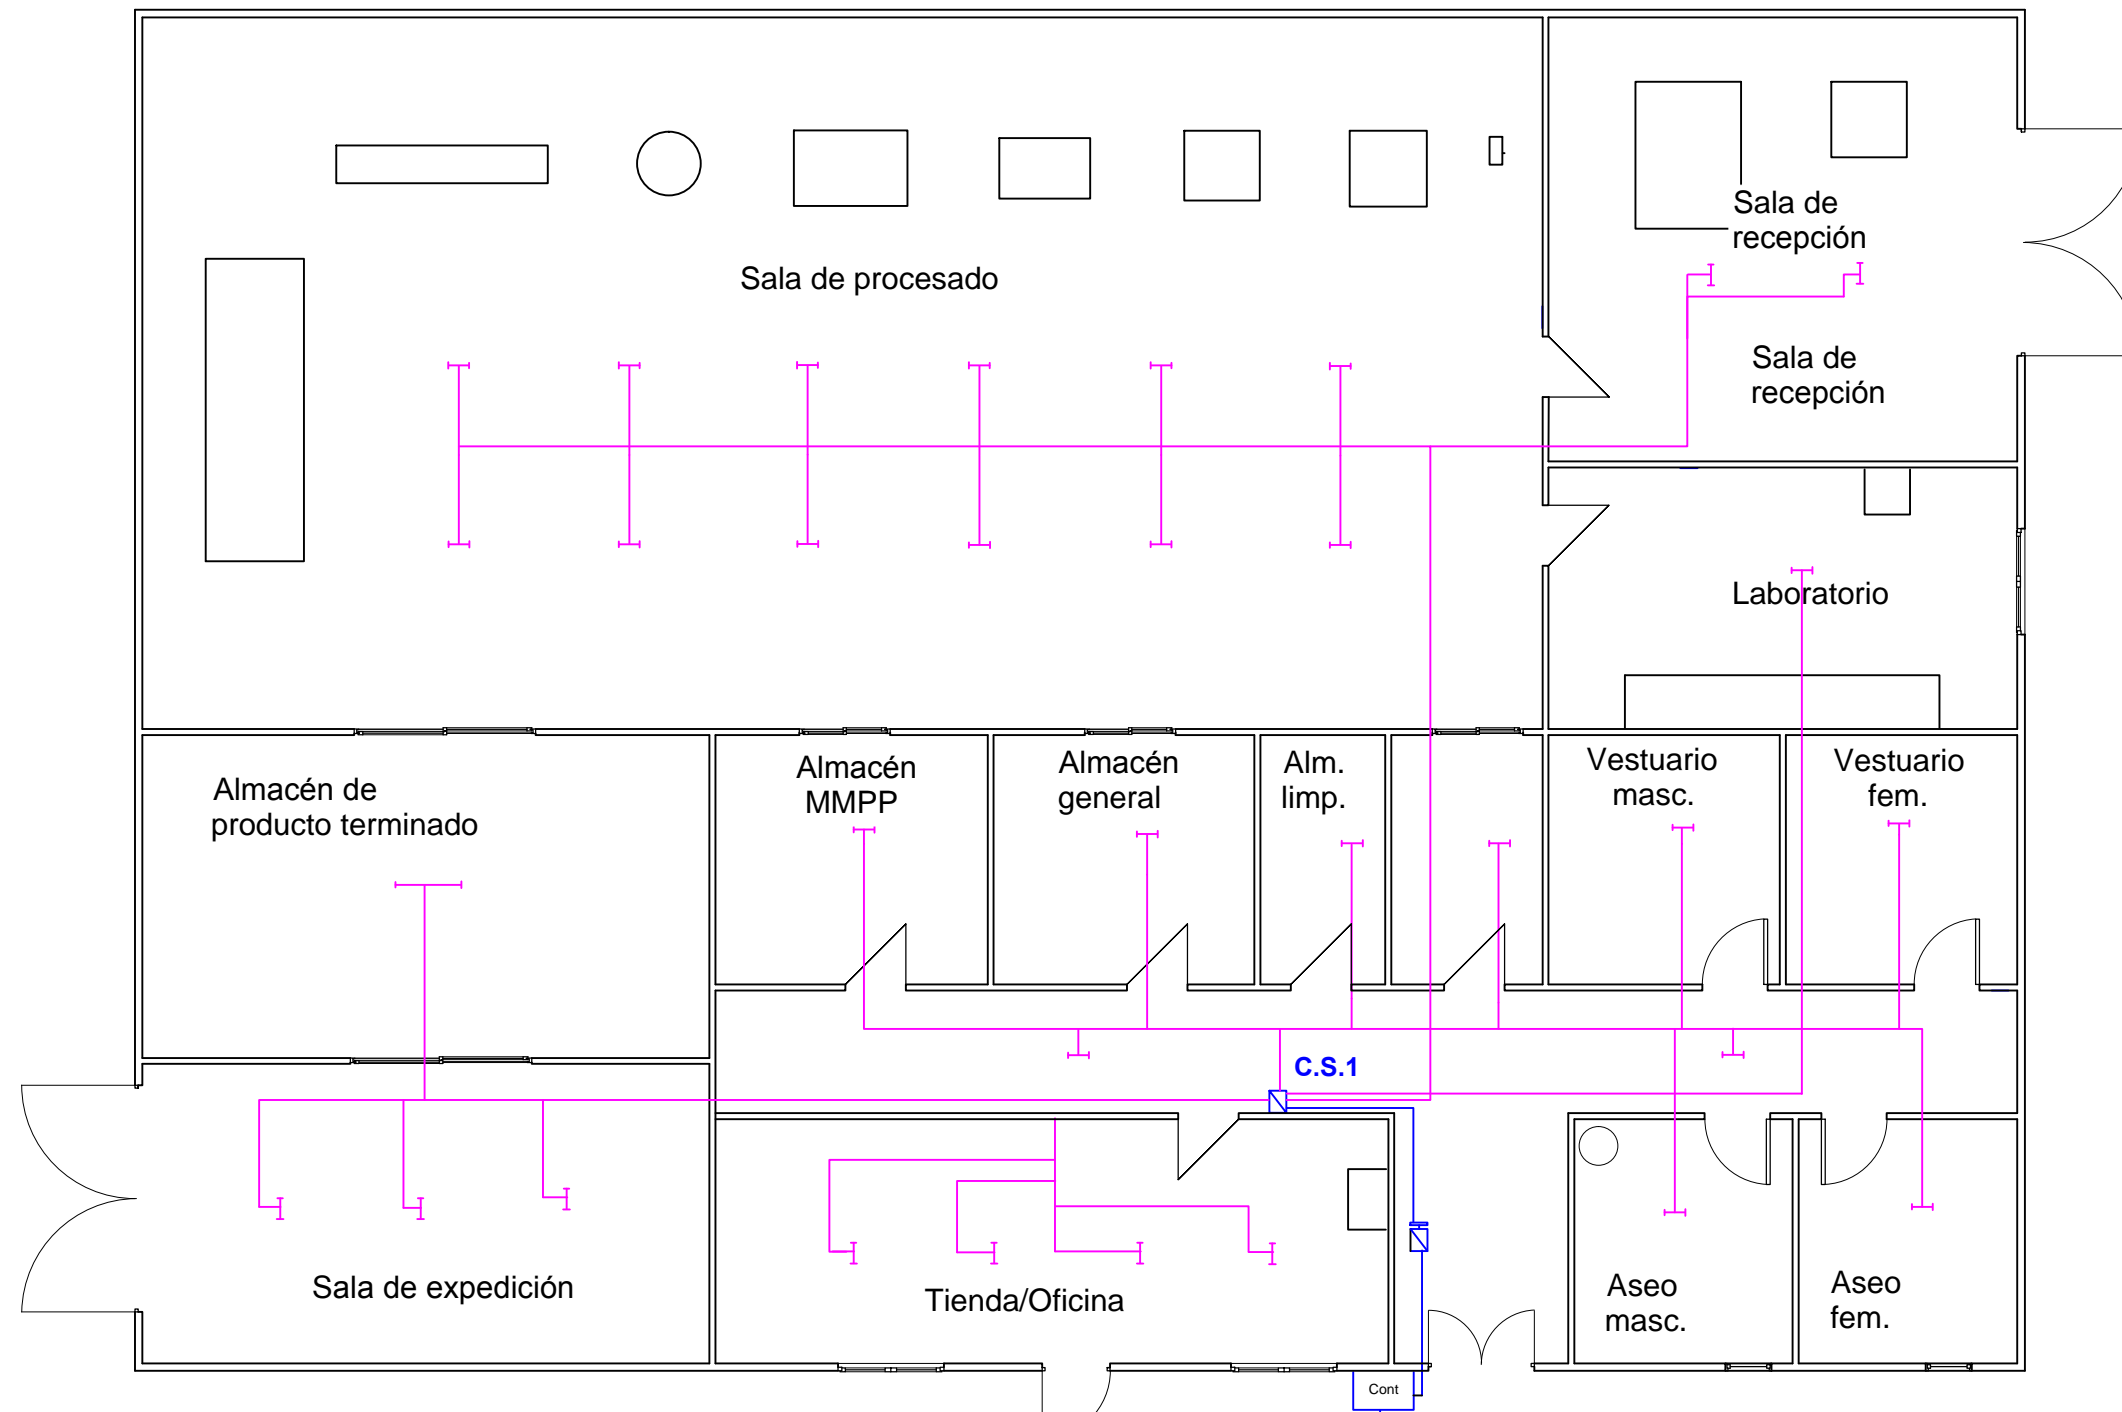 Sala de
recepción
Sala de procesado
Sala de
recepción
Laboratorio
Almacén de
producto terminado
Almacén
MMPP
Almacén
general
Alm.
limp.
Vestuario
masc.
Vestuario
fem.
C.S.1
Sala de expedición
Tienda/Oficina
Aseo
masc.
Aseo
fem.
Cont